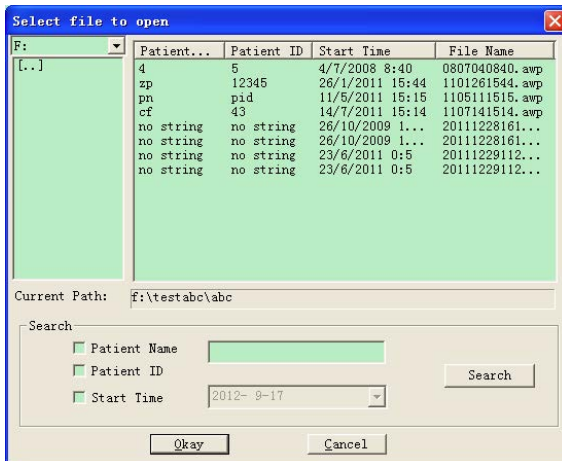 Select file to open
F:
[..]
Patient... Patient ID Start Time File Name
4 5 4/7/2008 8:40 0807040840.awp
zp 12345 26/1/2011 15:44 1101261544.awp
pn pid 11/5/2011 15:15 1105111515.awp
cf 43 14/7/2011 15:14 1107141514.awp
no string no string 26/10/2009 1... 20111228161...
no string no string 26/10/2009 1... 20111228161...
no string no string 23/6/2011 0:5 20111229112...
no string no string 23/6/2011 0:5 20111229112...
Current Path: f:\testabc\abc
Search
Patient Name
Patient ID
Search
Start Time 2012- 9-17
Okay Cancel